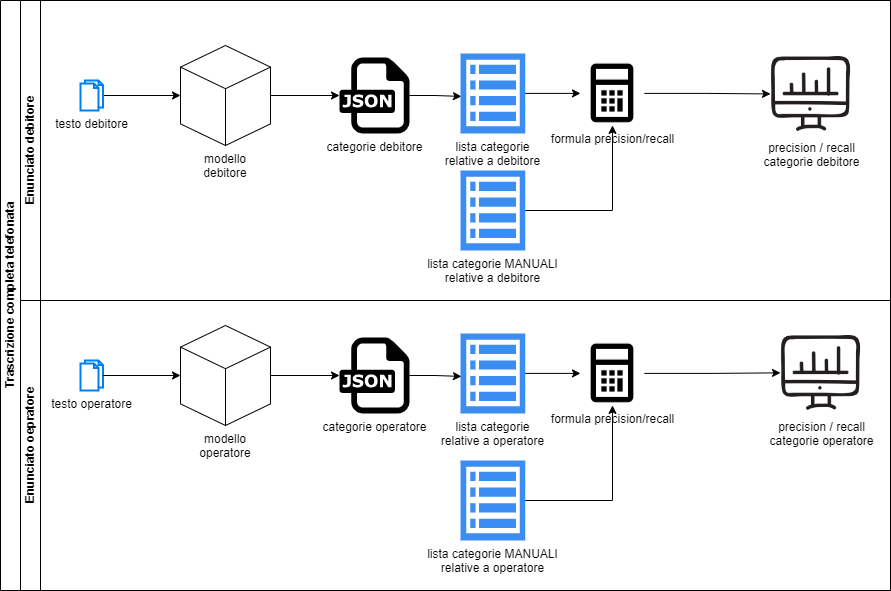 Trascrizione completa telefonata
Enunciato debitore
testo debitore
modello
debitore
JSON
categorie debitore
lista categorie
relative a debitore
formula precision/recall
precision / recall
categorie debitore
lista categorie MANUALI
relative a debitore
Enunciato oepratore
testo operatore
modello
operatore
JSON
categorie operatore
lista categorie
relative a operatore
formula precision/recall
precision / recall
categorie operatore
lista categorie MANUALI
relative a operatore